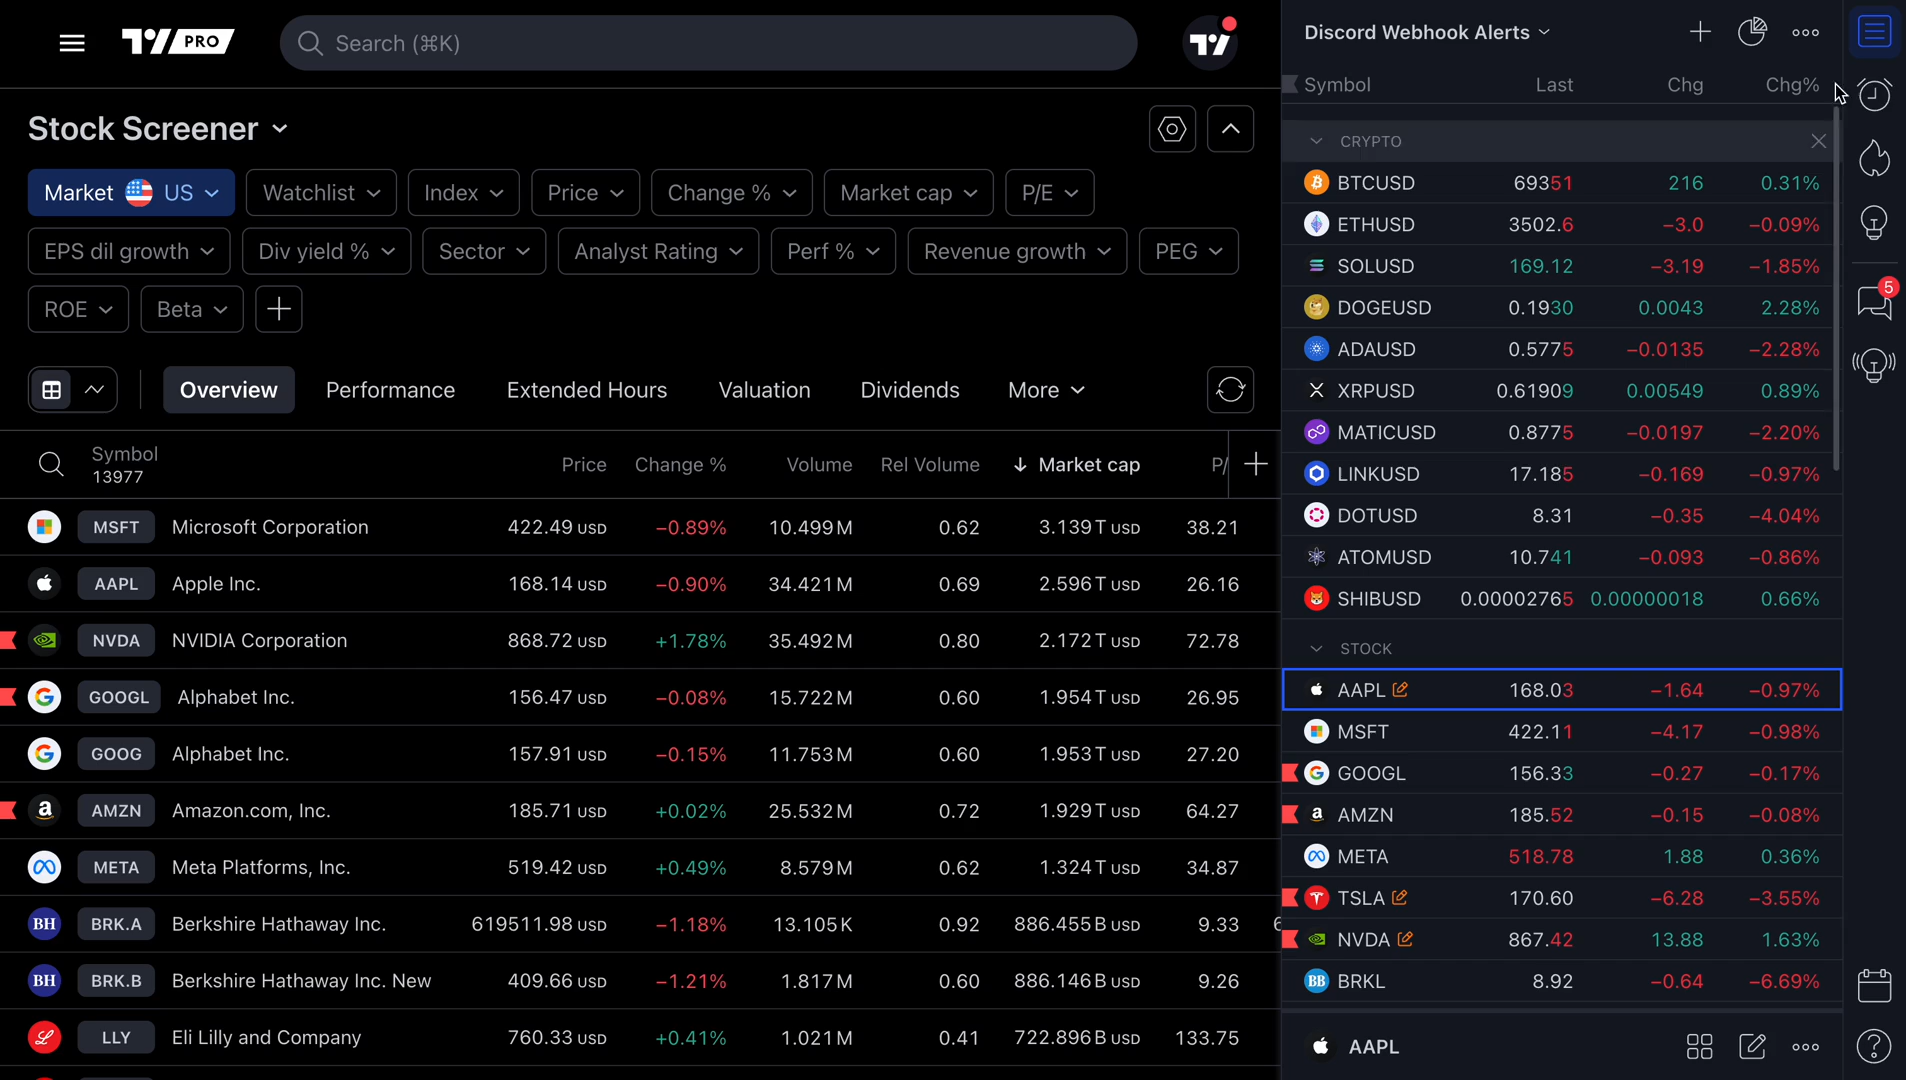 PRO
Search (⌘K)
Stock Screener
Market US Watchlist Index Price Change % Market cap P/E
EPS dil growth Div yield % Sector Analyst Rating Perf % Revenue growth PEG
ROE Beta
Overview Performance Extended Hours Valuation Dividends More
Symbol Price Change % Volume Rel Volume Market cap P/
13977
MSFT Microsoft Corporation 422.49 USD −0.89% 10.499 M 0.62 3.139 T USD 38.21
AAPL Apple Inc. 168.14 USD −0.90% 34.421 M 0.69 2.596 T USD 26.16
NVDA NVIDIA Corporation 868.72 USD +1.78% 35.492 M 0.80 2.172 T USD 72.78
GOOGL Alphabet Inc. 156.47 USD −0.08% 15.722 M 0.60 1.954 T USD 26.95
GOOG Alphabet Inc. 157.91 USD −0.15% 11.753 M 0.60 1.953 T USD 27.20
AMZN Amazon.com, Inc. 185.71 USD +0.02% 25.532 M 0.72 1.929 T USD 64.27
META Meta Platforms, Inc. 519.42 USD +0.49% 8.579 M 0.62 1.324 T USD 34.87
BH BRK.A Berkshire Hathaway Inc. 619511.98 USD −1.18% 13.105 K 0.92 886.455 B USD 9.33
BH BRK.B Berkshire Hathaway Inc. New 409.66 USD −1.21% 1.817 M 0.60 886.146 B USD 9.26
LLY Eli Lilly and Company 760.33 USD +0.41% 1.021 M 0.41 722.896 B USD 133.75
Discord Webhook Alerts
Symbol Last Chg Chg%
CRYPTO
BTCUSD 69351 216 0.31%
ETHUSD 3502.6 −3.0 −0.09%
SOLUSD 169.12 −3.19 −1.85%
DOGEUSD 0.1930 0.0043 2.28%
ADAUSD 0.5775 −0.0135 −2.28%
XRPUSD 0.61909 0.00549 0.89%
MATICUSD 0.8775 −0.0197 −2.20%
LINKUSD 17.185 −0.169 −0.97%
DOTUSD 8.31 −0.35 −4.04%
ATOMUSD 10.741 −0.093 −0.86%
SHIBUSD 0.00002765 0.00000018 0.66%
STOCK
AAPL 168.03 −1.64 −0.97%
MSFT 422.11 −4.17 −0.98%
GOOGL 156.33 −0.27 −0.17%
AMZN 185.52 −0.15 −0.08%
META 518.78 1.88 0.36%
TSLA 170.60 −6.28 −3.55%
NVDA 867.42 13.88 1.63%
BB BRKL 8.92 −0.64 −6.69%
AAPL
5